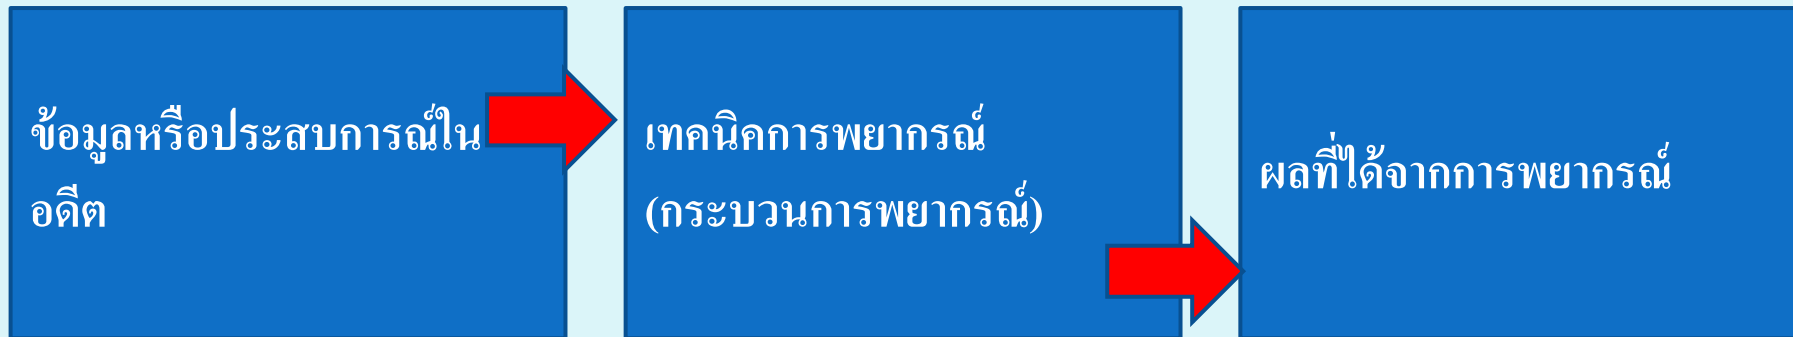 ข้อมูลหรือประสบการณ์ใน
อดีต
เทคนิคการพยากรณ์
(กระบวนการพยากรณ์)
ผลที่ได้จากการพยากรณ์